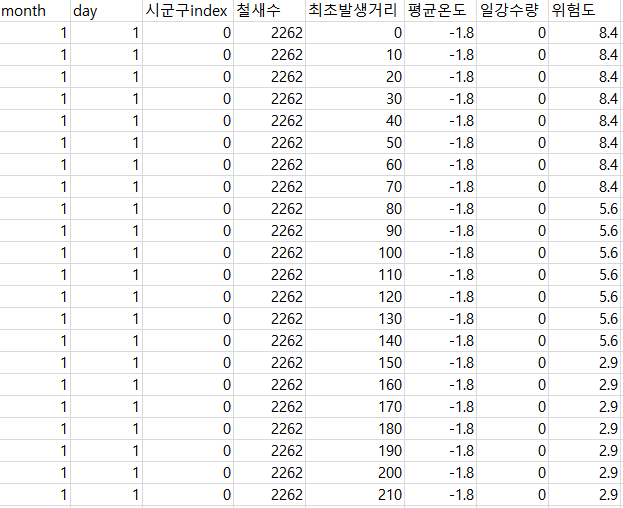 month day 시군구index 철새수 최초발생거리 평균온도 일강수량 위험도
1 1 0 2262 0 -1.8 0 8.4
1 1 0 2262 10 -1.8 0 8.4
1 1 0 2262 20 -1.8 0 8.4
1 1 0 2262 30 -1.8 0 8.4
1 1 0 2262 40 -1.8 0 8.4
1 1 0 2262 50 -1.8 0 8.4
1 1 0 2262 60 -1.8 0 8.4
1 1 0 2262 70 -1.8 0 8.4
1 1 0 2262 80 -1.8 0 5.6
1 1 0 2262 90 -1.8 0 5.6
1 1 0 2262 100 -1.8 0 5.6
1 1 0 2262 110 -1.8 0 5.6
1 1 0 2262 120 -1.8 0 5.6
1 1 0 2262 130 -1.8 0 5.6
1 1 0 2262 140 -1.8 0 5.6
1 1 0 2262 150 -1.8 0 2.9
1 1 0 2262 160 -1.8 0 2.9
1 1 0 2262 170 -1.8 0 2.9
1 1 0 2262 180 -1.8 0 2.9
1 1 0 2262 190 -1.8 0 2.9
1 1 0 2262 200 -1.8 0 2.9
1 1 0 2262 210 -1.8 0 2.9